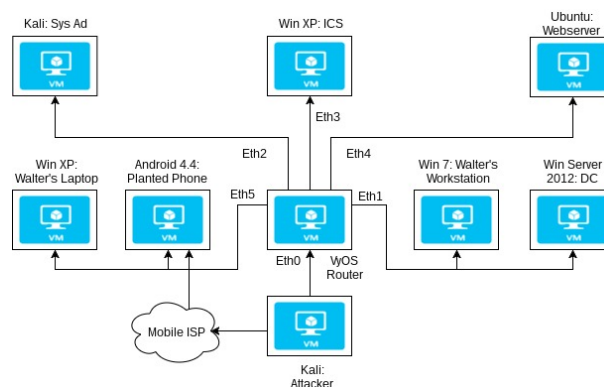 Kali: Sys Ad
VM
Win XP: ICS
VM
Ubuntu:
Webserver
VM
Eth3
Eth2
Eth4
Win XP:
Walter's Laptop
VM
Android 4.4:
Planted Phone
VM
Eth5
Eth1
VM
Win 7: Walter's
Workstation
VM
Win Server
2012: DC
VM
Eth0
VyOS
Router
Mobile ISP
VM
Kali:
Attacker